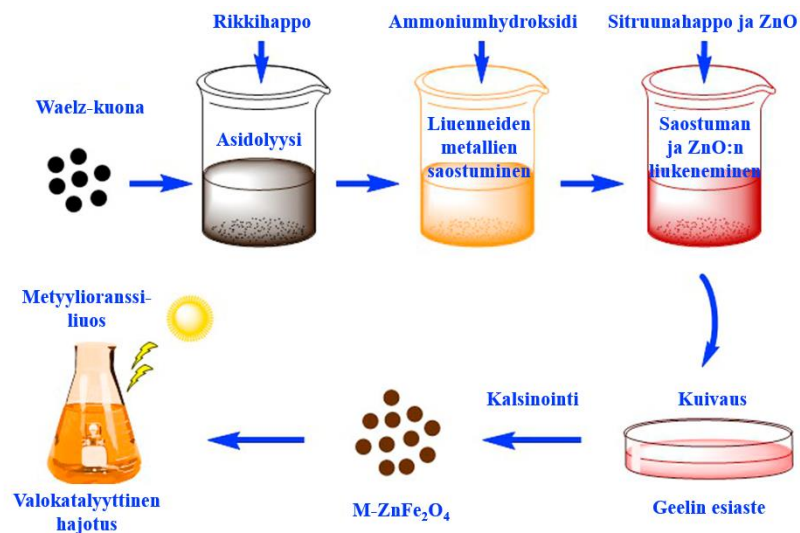 Rikkihappo
Ammoniumhydroksidi
Sitruunahappo ja ZnO
Waelz-kuona
Asidolyysi
Liuenneiden
metallien
saostuminen
Saostuman
ja ZnO:n
liukeneminen
Metyylioranssi-
liuos
Kalsinointi
Kuivaus
Valokatalyyttinen
hajotus
M-ZnFe₂O₄
Geelin esiaste